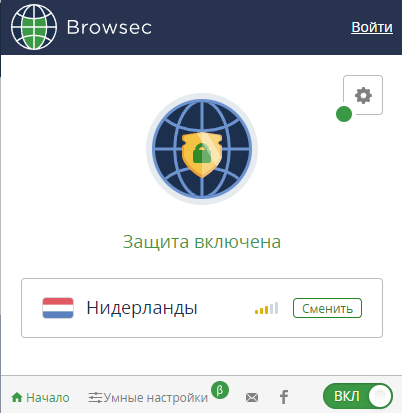 Browsec
Войти
Защита включена
Нидерланды
Сменить
Начало
Умные настройки β
ВКЛ